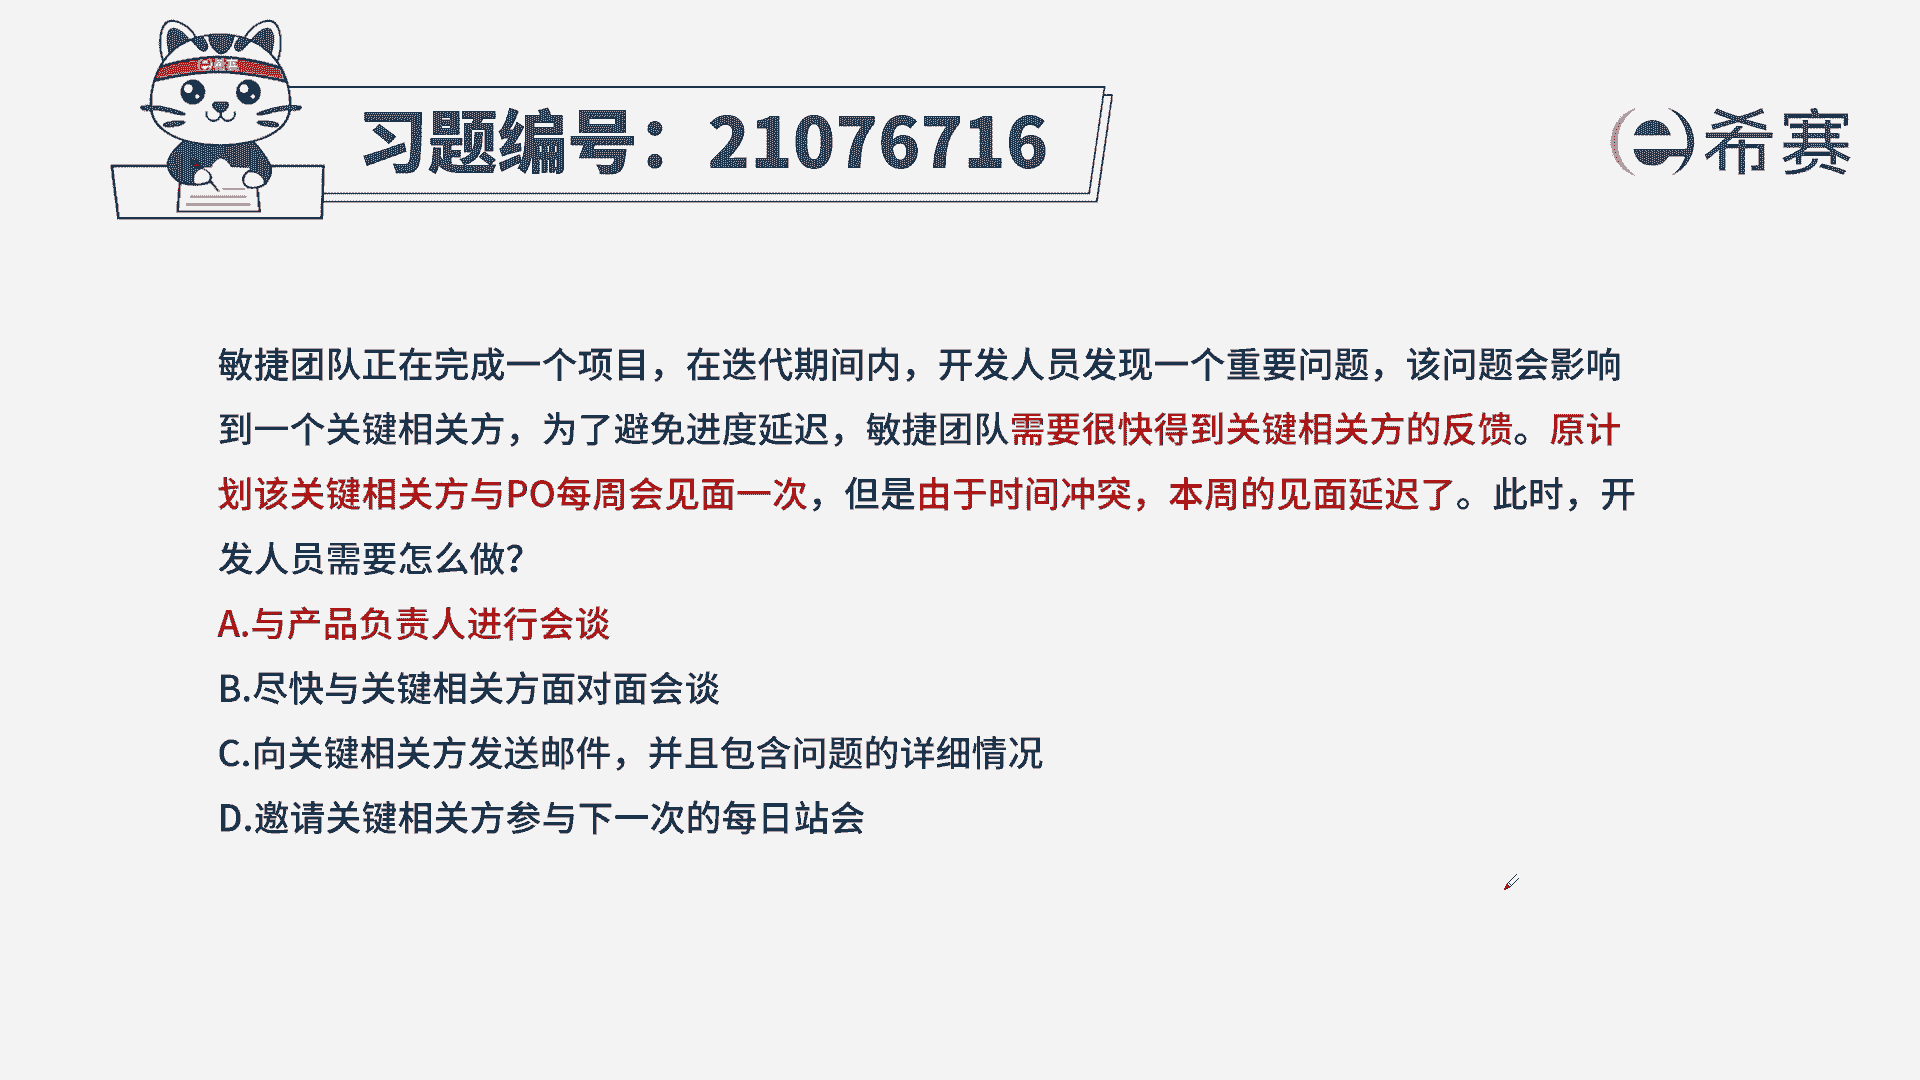 习题编号：21076716
希赛
希赛
敏捷团队正在完成一个项目，在迭代期间内，开发人员发现一个重要问题，该问题会影响
到一个关键相关方，为了避免进度延迟，敏捷团队需要很快得到关键相关方的反馈。原计
划该关键相关方与PO每周会见面一次，但是由于时间冲突，本周的见面延迟了。此时，开
发人员需要怎么做？
A.与产品负责人进行会谈
B.尽快与关键相关方面对面会谈
C.向关键相关方发送邮件，并且包含问题的详细情况
D.邀请关键相关方参与下一次的每日站会